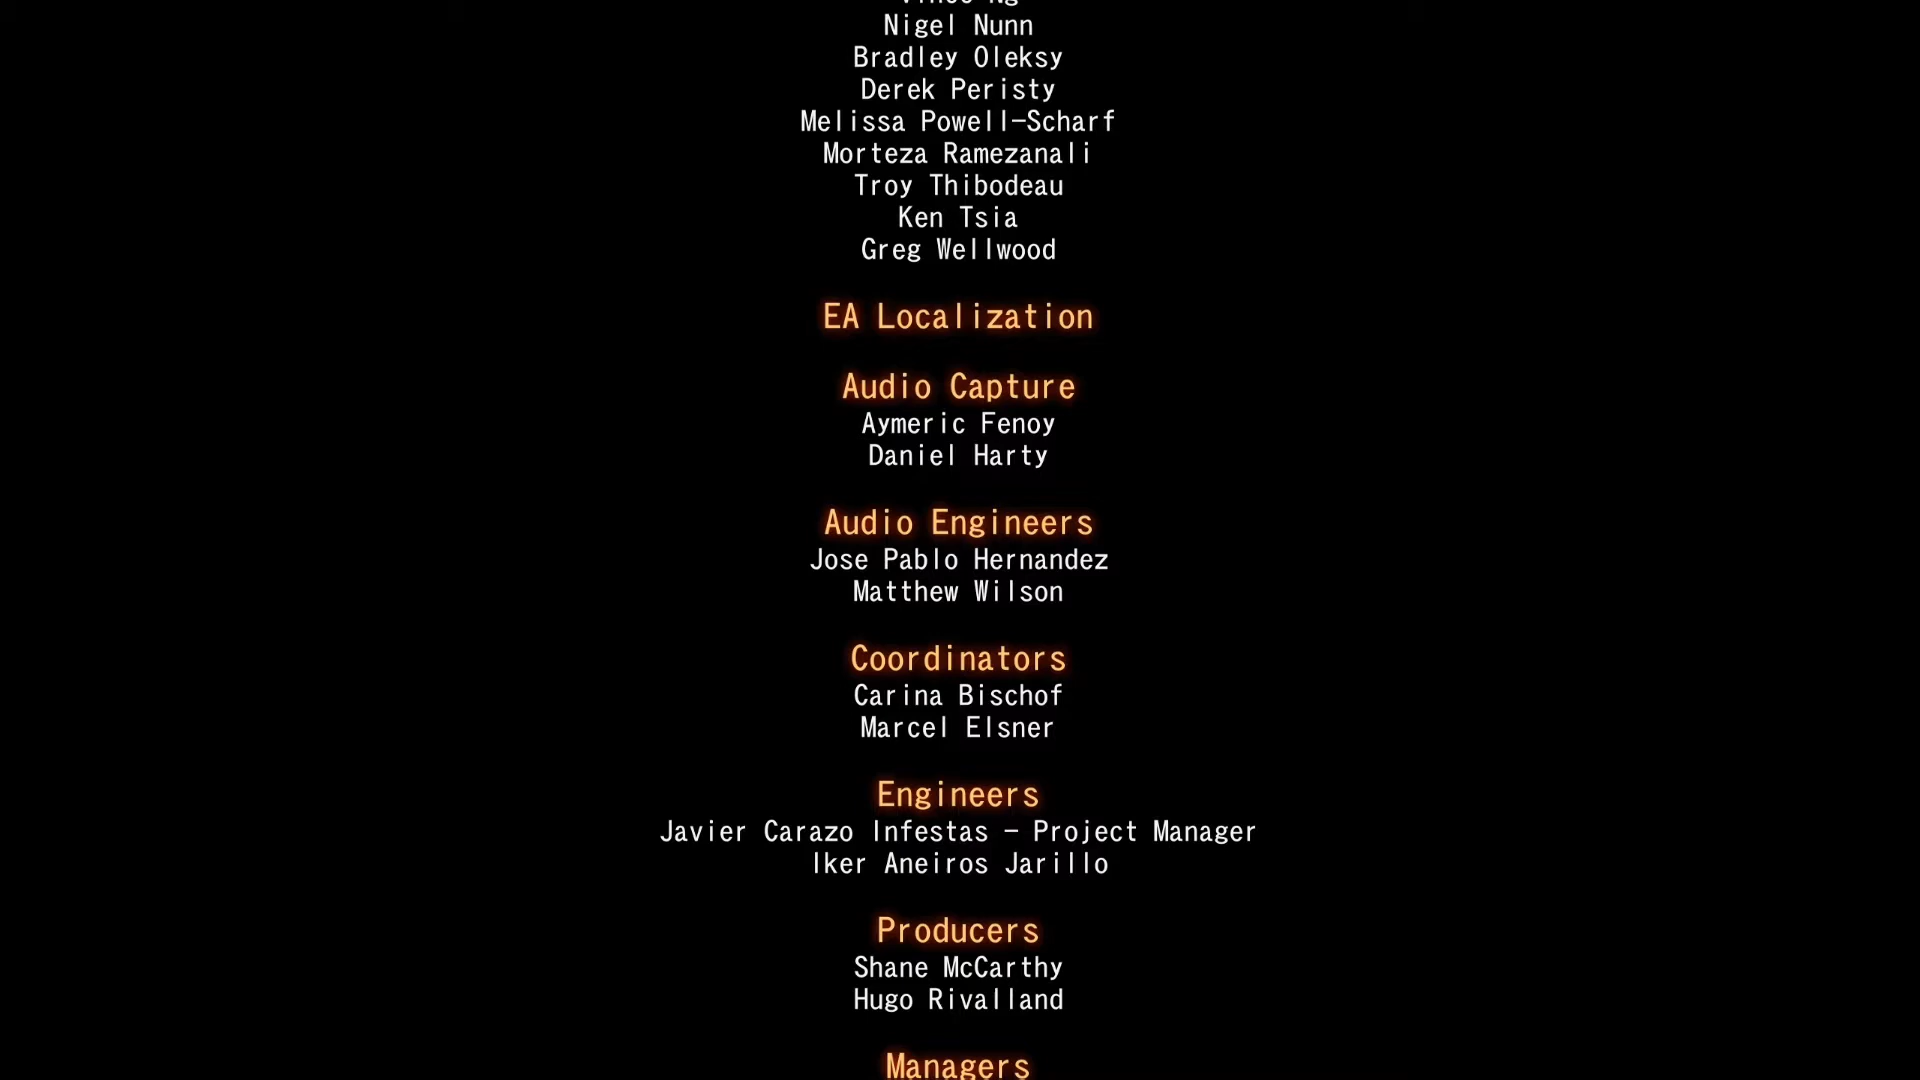 Nigel Nunn
Bradley Oleksy
Derek Peristy
Melissa Powell-Scharf
Morteza Ramezanali
Troy Thibodeau
Ken Tsia
Greg Wellwood
EA Localization
Audio Capture
Aymeric Fenoy
Daniel Harty
Audio Engineers
Jose Pablo Hernandez
Matthew Wilson
Coordinators
Carina Bischof
Marcel Elsner
Engineers
Javier Carazo Infestas - Project Manager
Iker Aneiros Jarillo
Producers
Shane McCarthy
Hugo Rivalland
Managers